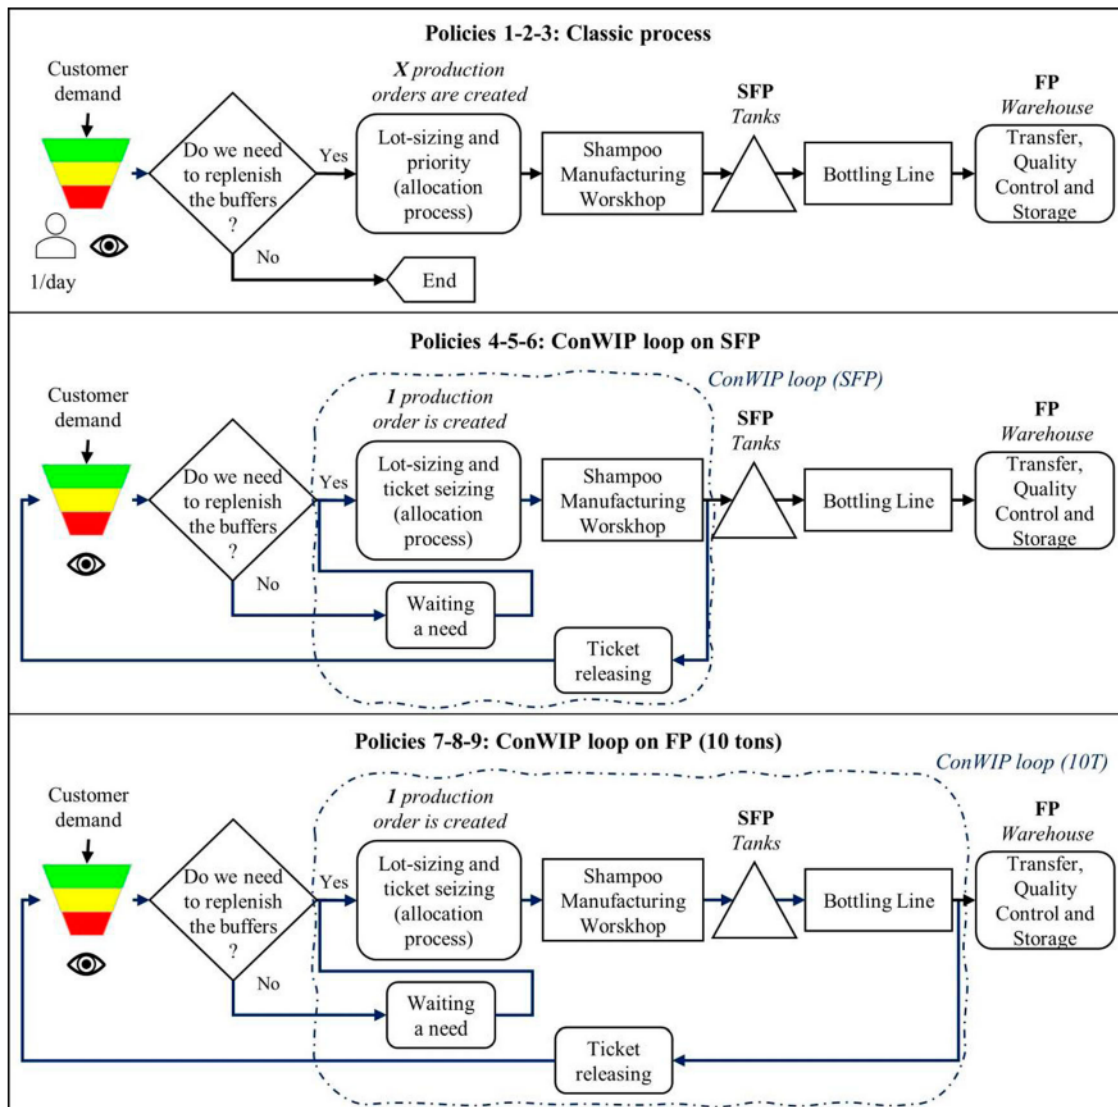 Policies 1-2-3: Classic process
Customer
demand
1/day
Do we need
to replenish
the buffers
?
Yes
No
End
X production
orders are created
Lot-sizing and
priority
(allocation
process)
Shampoo
Manufacturing
Worskhop
SFP
Tanks
Bottling Line
FP
Warehouse
Transfer,
Quality
Control and
Storage
Policies 4-5-6: ConWIP loop on SFP
ConWIP loop (SFP)
Customer
demand
Do we need
to replenish
the buffers
?
Yes
No
1 production
order is created
Lot-sizing and
ticket seizing
(allocation
process)
Waiting
a need
Shampoo
Manufacturing
Worskhop
Ticket
releasing
SFP
Tanks
Bottling Line
FP
Warehouse
Transfer,
Quality
Control and
Storage
Policies 7-8-9: ConWIP loop on FP (10 tons)
ConWIP loop (10T)
Customer
demand
Do we need
to replenish
the buffers
?
Yes
No
1 production
order is created
Lot-sizing and
ticket seizing
(allocation
process)
Waiting
a need
Shampoo
Manufacturing
Worskhop
Ticket
releasing
SFP
Tanks
Bottling Line
FP
Warehouse
Transfer,
Quality
Control and
Storage